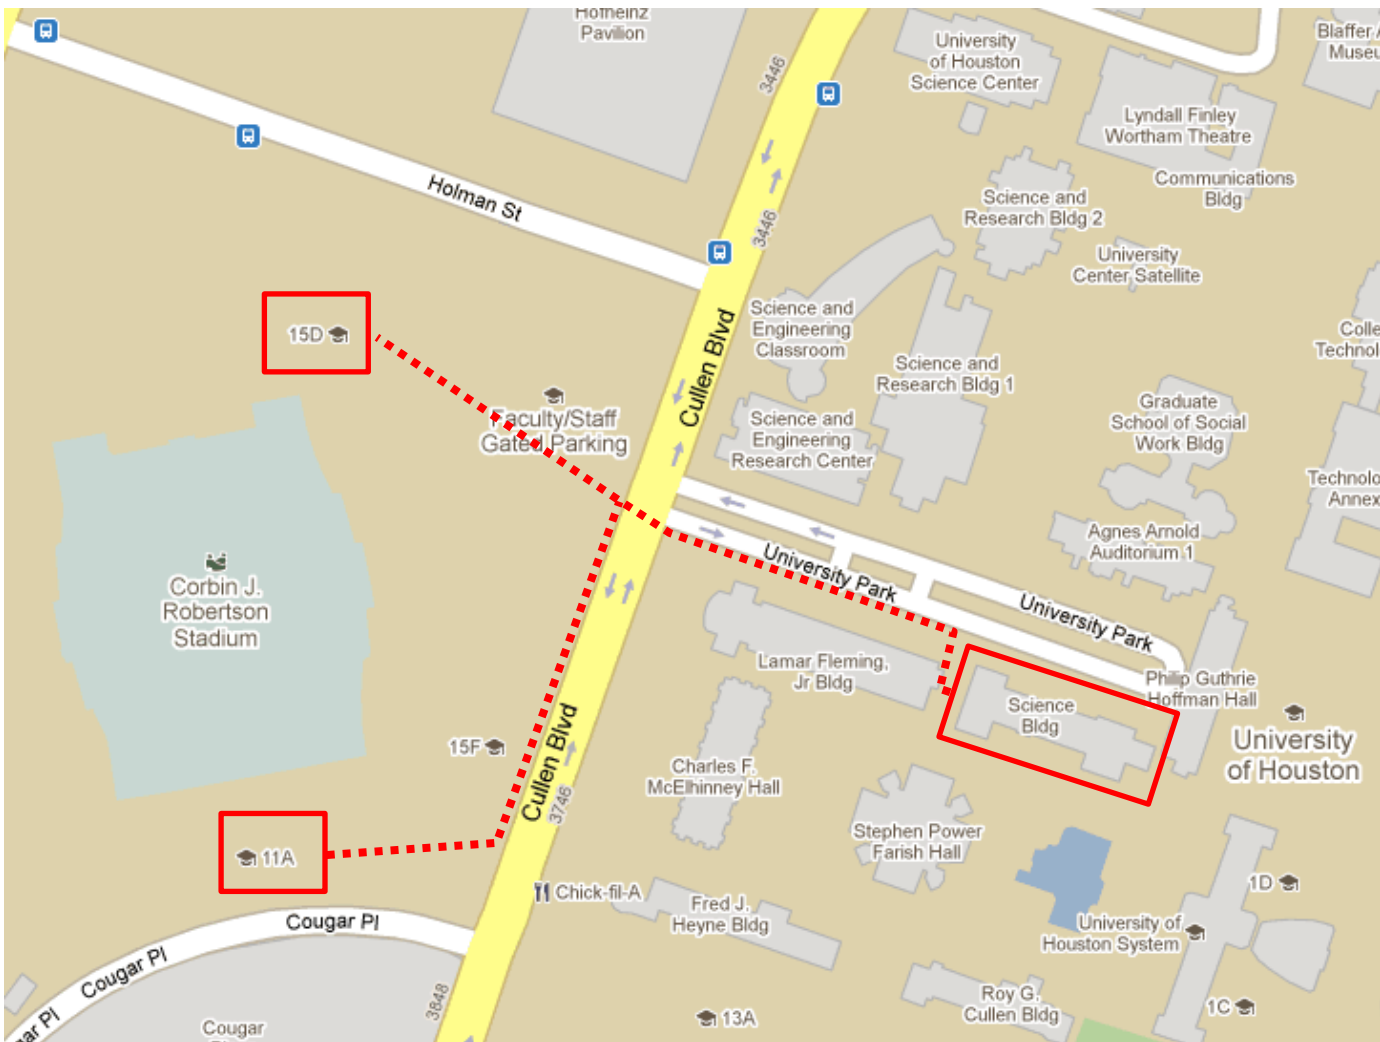 Hofheinz
Pavilion
University
of Houston
Science Center
Blaffer A
Museu
3446
Lyndall Finley
Wortham Theatre
Communications
Bldg
Holman St
Science and
Research Bldg 2
3446
University
Center Satellite
15D
Science and
Engineering
Classroom
Colle
Technol
Cullen Blvd
Science and
Research Bldg 1
Faculty/Staff
Gated Parking
Science and
Engineering
Research Center
Graduate
School of Social
Work Bldg
Technolo
Annex
Agnes Arnold
Auditorium 1
University Park
University Park
Corbin J.
Robertson
Stadium
Lamar Fleming,
Jr Bldg
Philip Guthrie
Hoffman Hall
Science
Bldg
University
of Houston
15F
Cullen Blvd
3746
Charles F.
McElhinney Hall
Stephen Power
Farish Hall
11A
Chick-fil-A
1D
Fred J.
Heyne Bldg
University of
Houston System
Cougar Pl
Cougar Pl
gar Pl
3848
Roy G.
Cullen Bldg
1C
13A
Cougar